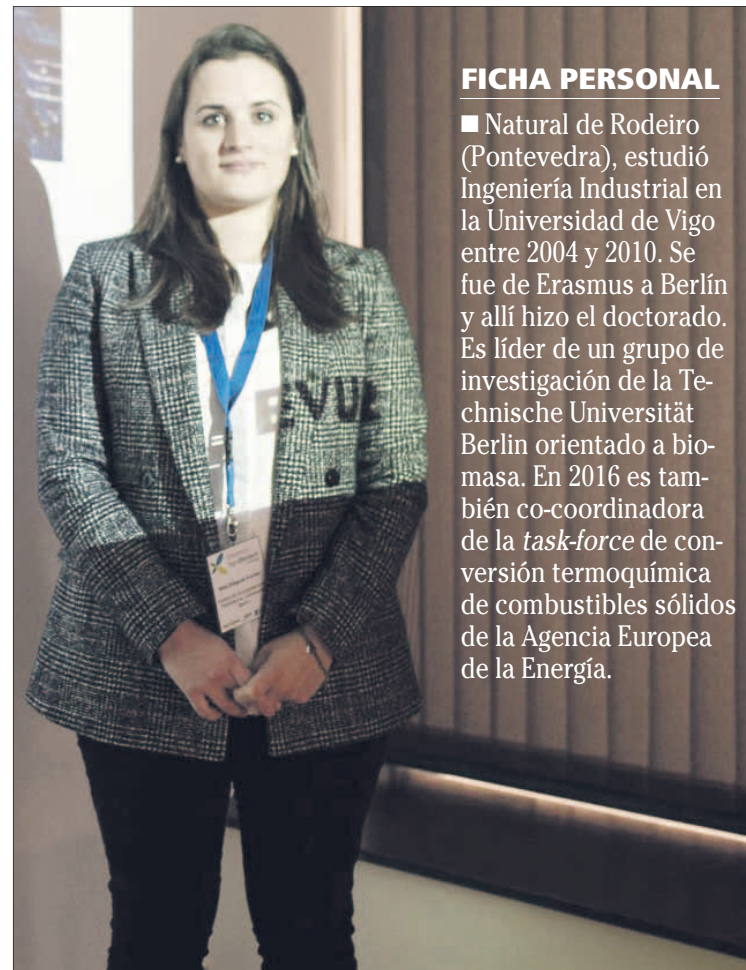 FICHA PERSONAL
■ Natural de Rodeiro
(Pontevedra), estudió
Ingeniería Industrial en
la Universidad de Vigo
entre 2004 y 2010. Se
fue de Erasmus a Berlín
y allí hizo el doctorado.
Es líder de un grupo de
investigación de la Te-
chnische Universität
Berlin orientado a bio-
masa. En 2016 es tam-
bién co-coordinadora
de la task-force de con-
versión termoquímica
de combustibles sólidos
de la Agencia Europea
de la Energía.
EVUE